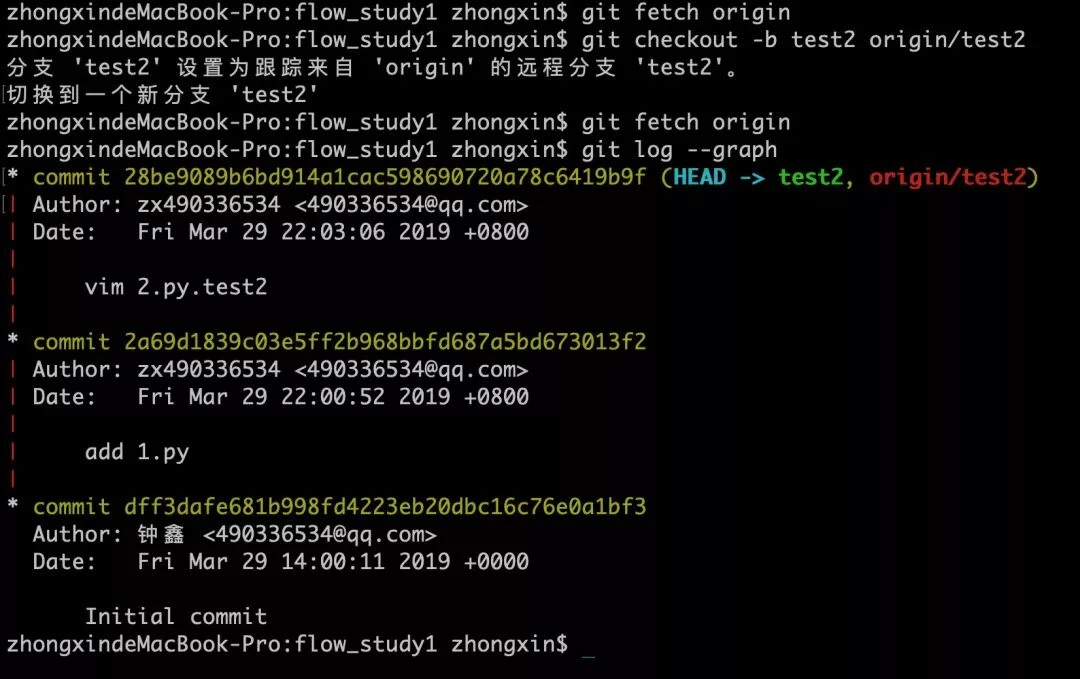 zhongxindeMacBook-Pro:flow_study1 zhongxin$ git fetch origin
zhongxindeMacBook-Pro:flow_study1 zhongxin$ git checkout -b test2 origin/test2
分支 'test2' 设置为跟踪来自 'origin' 的远程分支 'test2'。
切换到一个新分支 'test2'
zhongxindeMacBook-Pro:flow_study1 zhongxin$ git fetch origin
zhongxindeMacBook-Pro:flow_study1 zhongxin$ git log --graph
* commit 28be9089b6bd914a1cac598690720a78c6419b9f (HEAD -> test2, origin/test2)
| Author: zx490336534 <490336534@qq.com>
| Date:   Fri Mar 29 22:03:06 2019 +0800
|
|     vim 2.py.test2
|
* commit 2a69d1839c03e5ff2b968bbfd687a5bd673013f2
| Author: zx490336534 <490336534@qq.com>
| Date:   Fri Mar 29 22:00:52 2019 +0800
|
|     add 1.py
|
* commit dff3dafe681b998fd4223eb20dbc16c76e0a1bf3
  Author: 钟鑫 <490336534@qq.com>
  Date:   Fri Mar 29 14:00:11 2019 +0000

      Initial commit
zhongxindeMacBook-Pro:flow_study1 zhongxin$ _